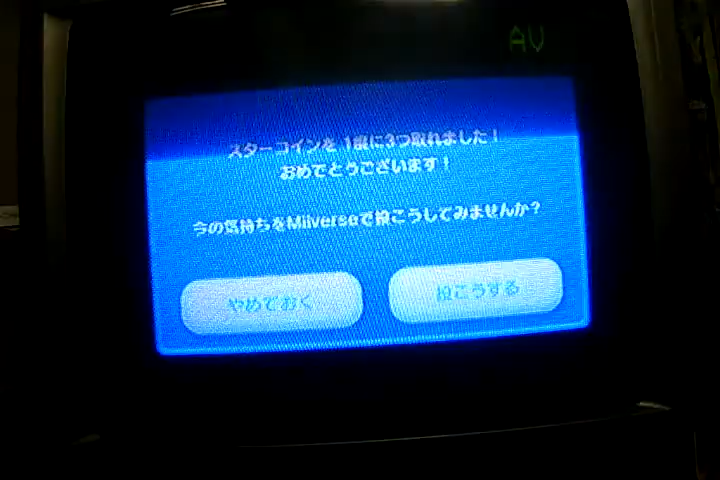 AV
スターコインを 1度に3つ取れました!
おめでとうございます!
今の気持ちをMiiverseで投こうしてみませんか?
やめておく
投こうする